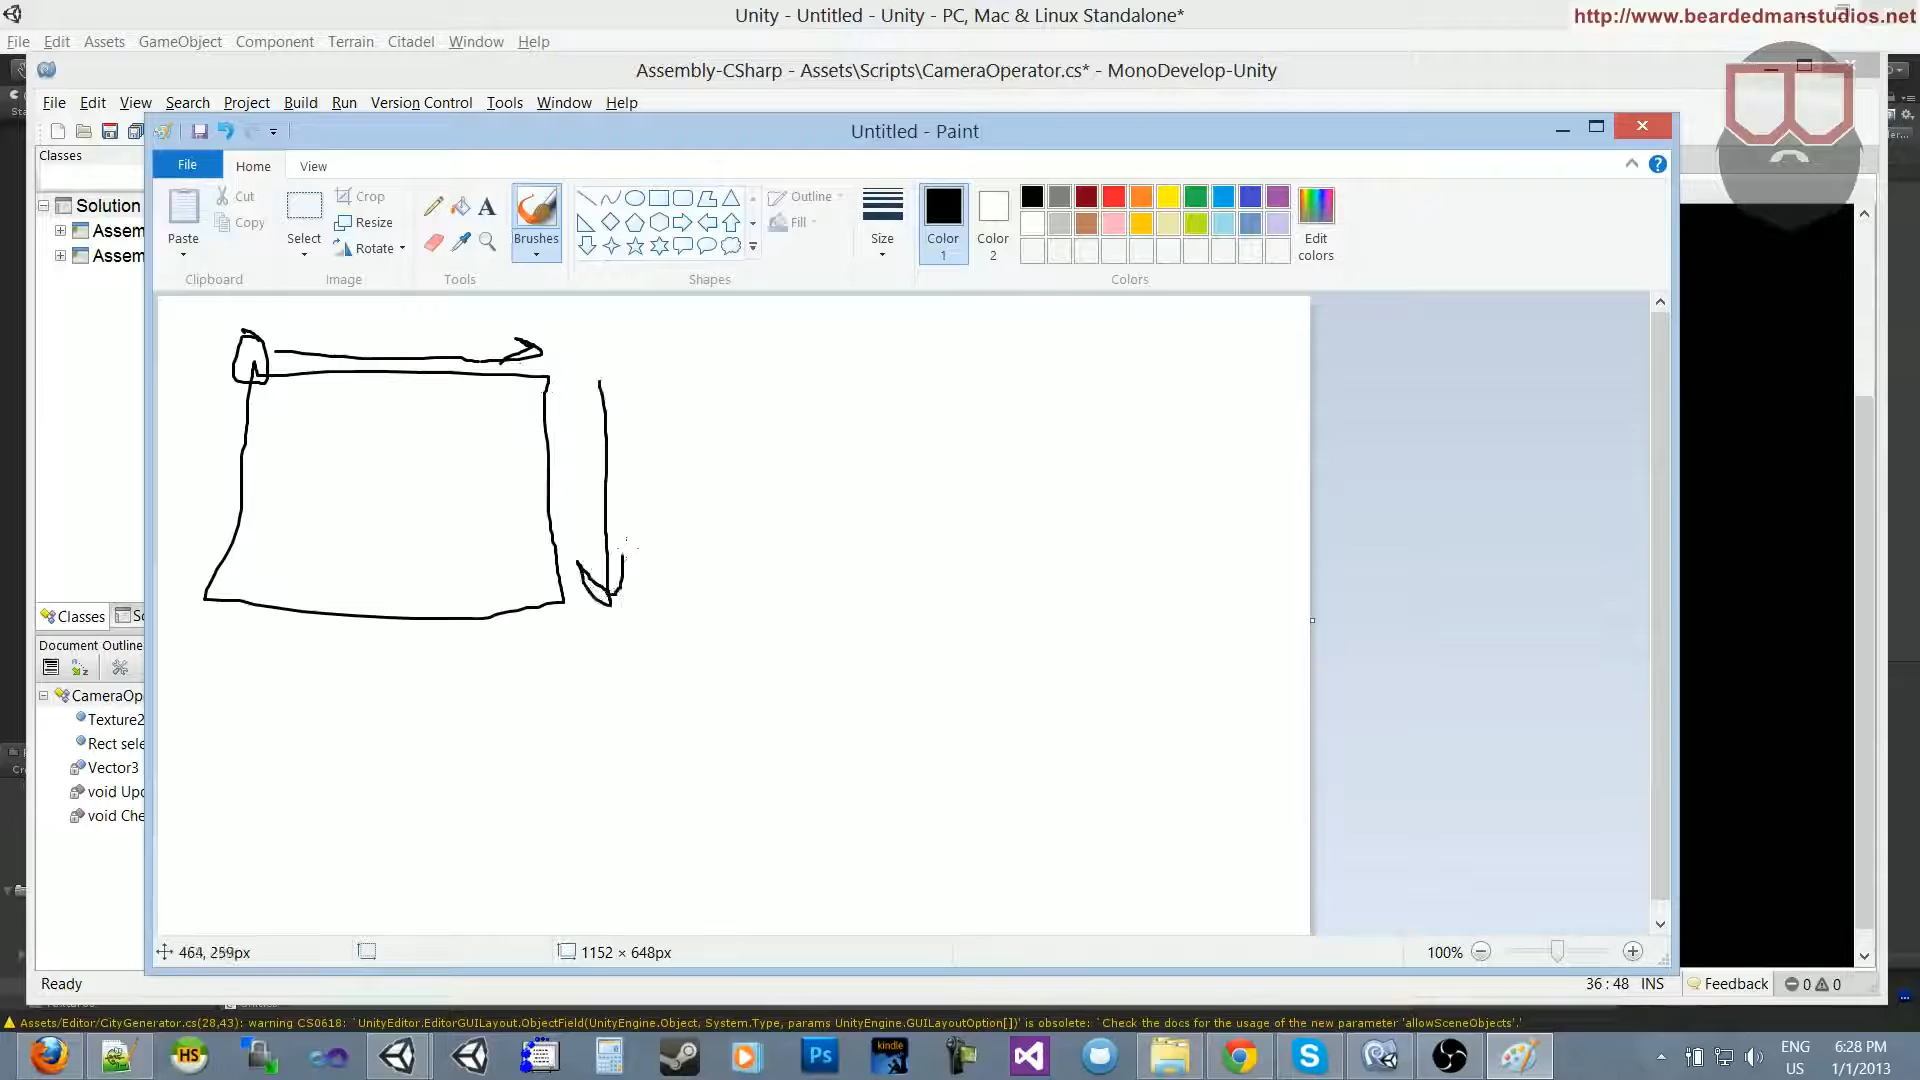 Unity - Untitled - Unity - PC, Mac & Linux Standalone*
http://www.beardedmanstudios.net
File Edit Assets GameObject Component Terrain Citadel Window Help
Assembly-CSharp - Assets\Scripts\CameraOperator.cs* - MonoDevelop-Unity
File Edit View Search Project Build Run Version Control Tools Window Help
Untitled - Paint
Classes
File Home View
Cut
Copy
Paste
Clipboard
Crop
Resize
Rotate
Select
Image
A
Tools
Brushes
Outline
Fill
Shapes
Size
Color 1
Color 2
Edit colors
Colors
?
Solution
Assem
Assem
Classes So
Document Outline
CameraOp
Texture2
Rect sele
Vector3
void Upd
void Che
464, 259px
1152 × 648px
100%
Ready
36 : 48 INS
Feedback
0 0
Assets/Editor/CityGenerator.cs(28,43): warning CS0618: `UnityEditor.EditorGUILayout.ObjectField(UnityEngine.Object, System.Type, params UnityEngine.GUILayoutOption[])' is obsolete: `Check the docs for the usage of the new parameter 'allowSceneObjects'.'
HS
Ps
kindle
S
ENG
US
6:28 PM
1/1/2013